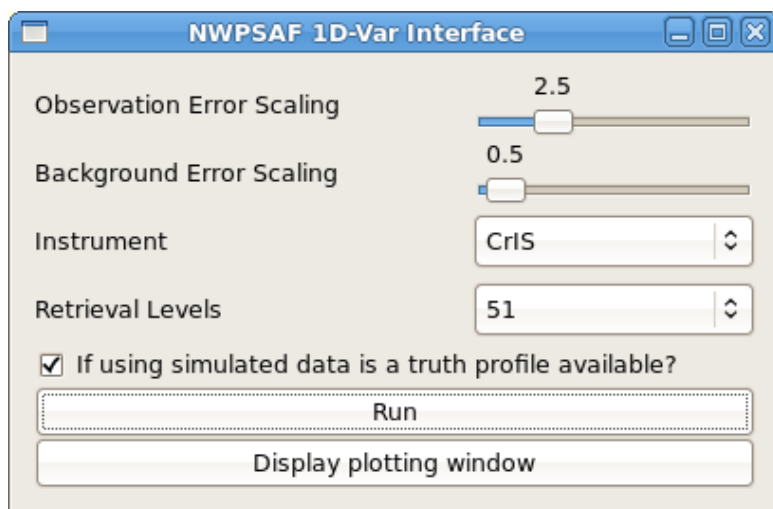 NWPSAF 1D-Var Interface
2.5
Observation Error Scaling
0.5
Background Error Scaling
Instrument CrIS
Retrieval Levels 51
If using simulated data is a truth profile available?
Run
Display plotting window